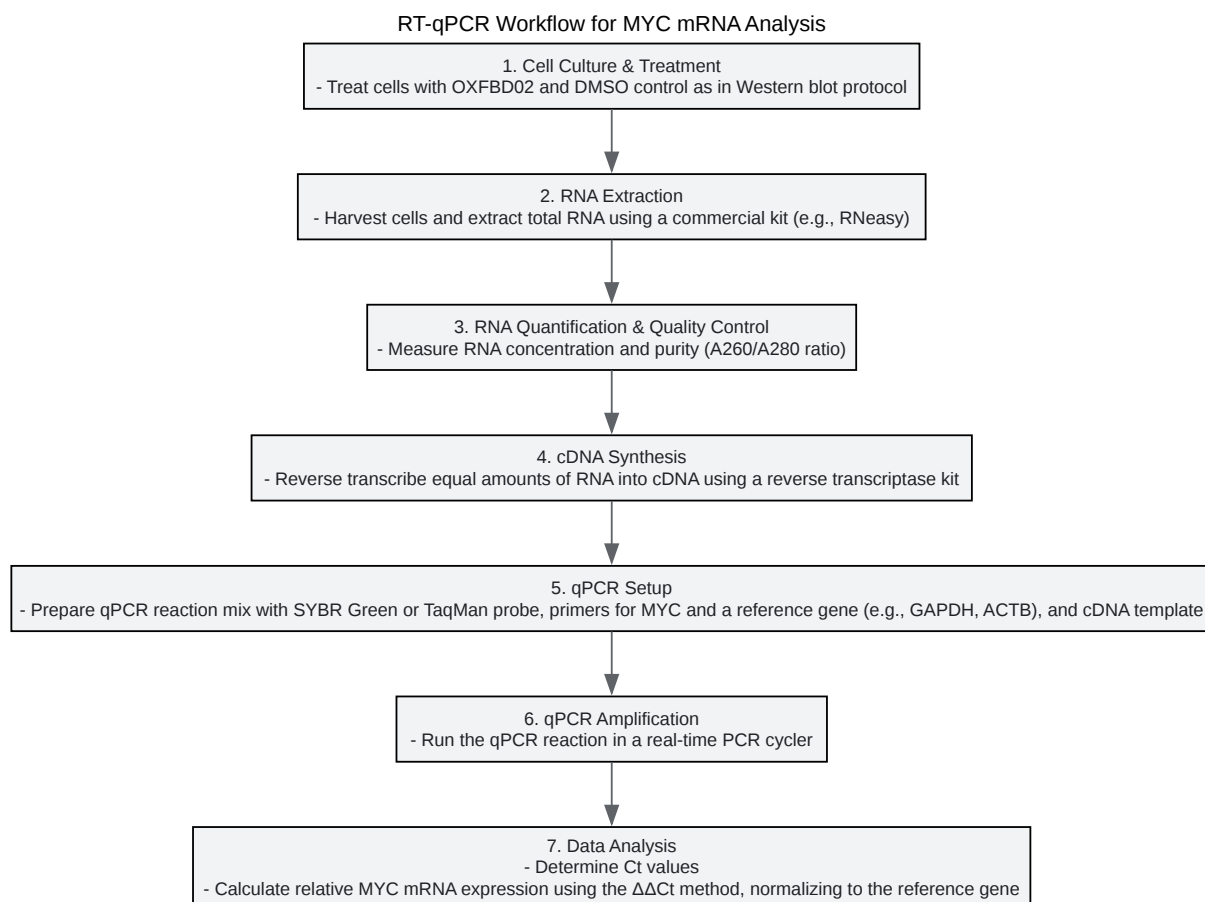 RT-qPCR Workflow for MYC mRNA Analysis
1. Cell Culture & Treatment
- Treat cells with OXFBD02 and DMSO control as in Western blot protocol
2. RNA Extraction
- Harvest cells and extract total RNA using a commercial kit (e.g., RNeasy)
3. RNA Quantification & Quality Control
- Measure RNA concentration and purity (A260/A280 ratio)
4. cDNA Synthesis
- Reverse transcribe equal amounts of RNA into cDNA using a reverse transcriptase kit
5. qPCR Setup
- Prepare qPCR reaction mix with SYBR Green or TaqMan probe, primers for MYC and a reference gene (e.g., GAPDH, ACTB), and cDNA template
6. qPCR Amplification
- Run the qPCR reaction in a real-time PCR cycler
7. Data Analysis
- Determine Ct values
- Calculate relative MYC mRNA expression using the ΔΔCt method, normalizing to the reference gene